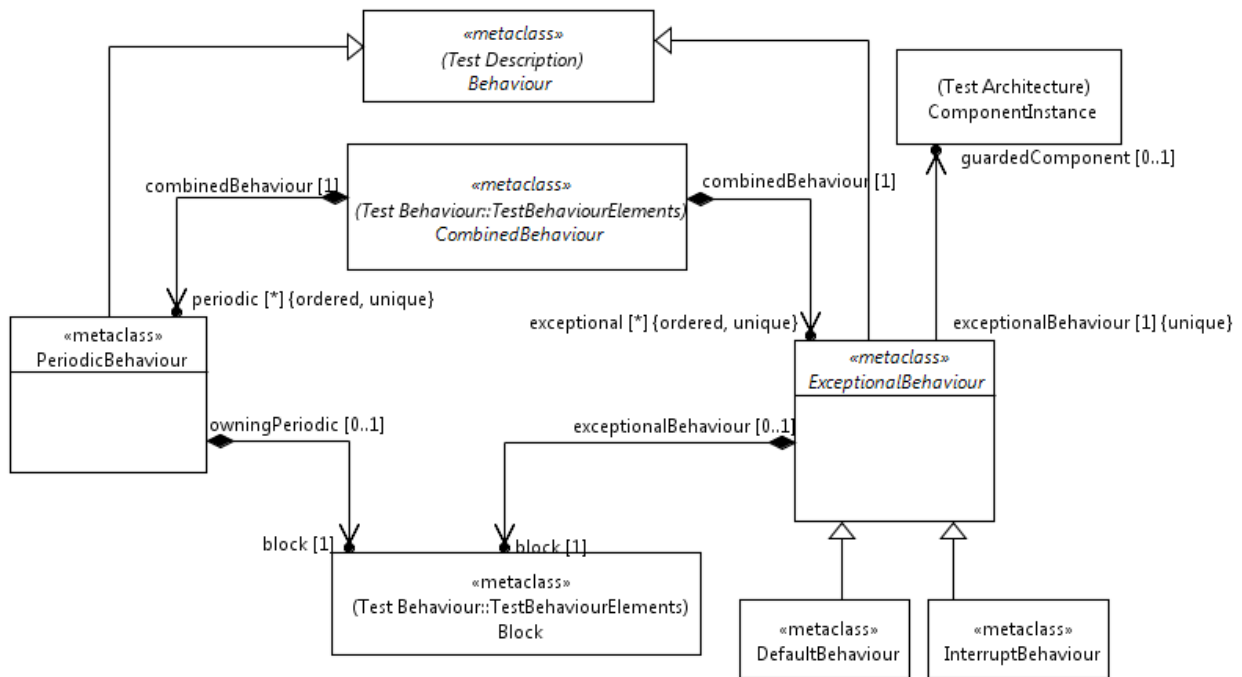 «metaclass»
(Test Description)
Behaviour
(Test Architecture)
ComponentInstance
guardedComponent [0..1]
combinedBehaviour [1]
«metaclass»
(Test Behaviour::TestBehaviourElements)
CombinedBehaviour
combinedBehaviour [1]
periodic [*] {ordered, unique}
exceptional [*] {ordered, unique}
exceptionalBehaviour [1] {unique}
«metaclass»
PeriodicBehaviour
«metaclass»
ExceptionalBehaviour
owningPeriodic [0..1]
exceptionalBehaviour [0..1]
block [1]
block [1]
«metaclass»
(Test Behaviour::TestBehaviourElements)
Block
«metaclass»
DefaultBehaviour
«metaclass»
InterruptBehaviour